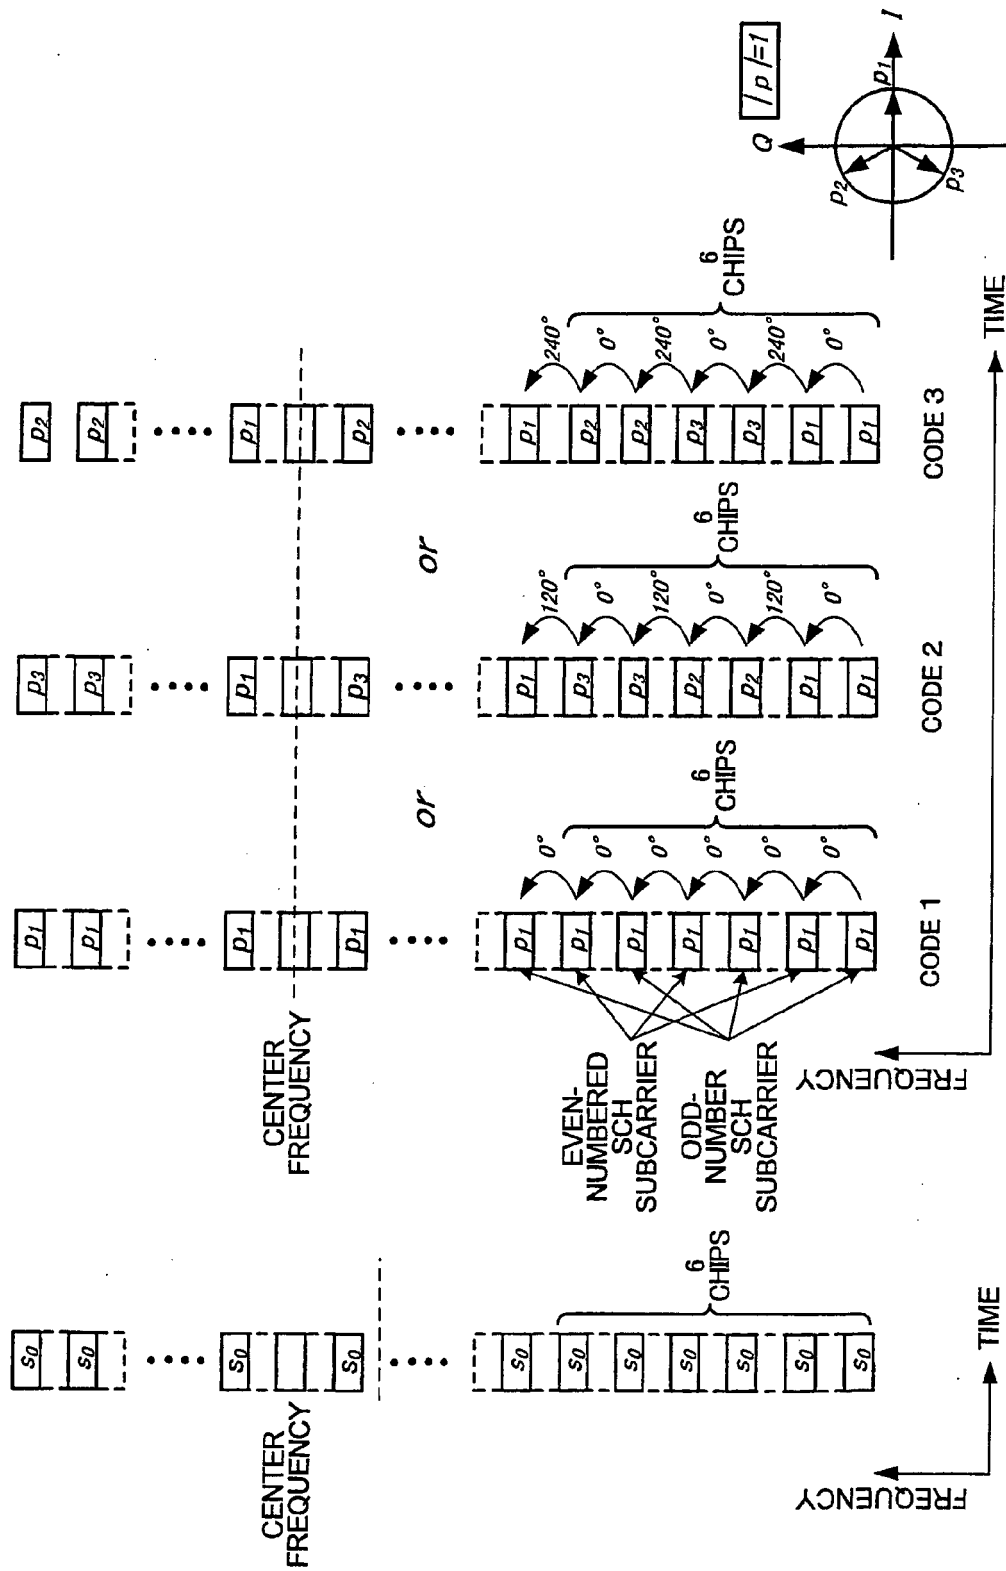 s0
s0
s0
s0
s0
s0
s0
s0
s0
s0
s0
CENTER
FREQUENCY
6
CHIPS
FREQUENCY
TIME
p1
p1
p1
p1
p1
p1
p1
p1
p1
p1
p1
CENTER
FREQUENCY
EVEN-
NUMBERED
SCH
SUBCARRIER
ODD-
NUMBER
SCH
SUBCARRIER
0°
0°
0°
0°
0°
0°
6
CHIPS
CODE 1
or
or
p3
p3
p1
p3
p1
p3
p3
p2
p2
p1
p1
120°
0°
120°
0°
120°
0°
6
CHIPS
CODE 2
or
p2
p2
p1
p2
p1
p2
p2
p3
p3
p1
p1
240°
0°
240°
0°
240°
0°
6
CHIPS
CODE 3
FREQUENCY
TIME
Q
I
|p|=1
p1
p2
p3